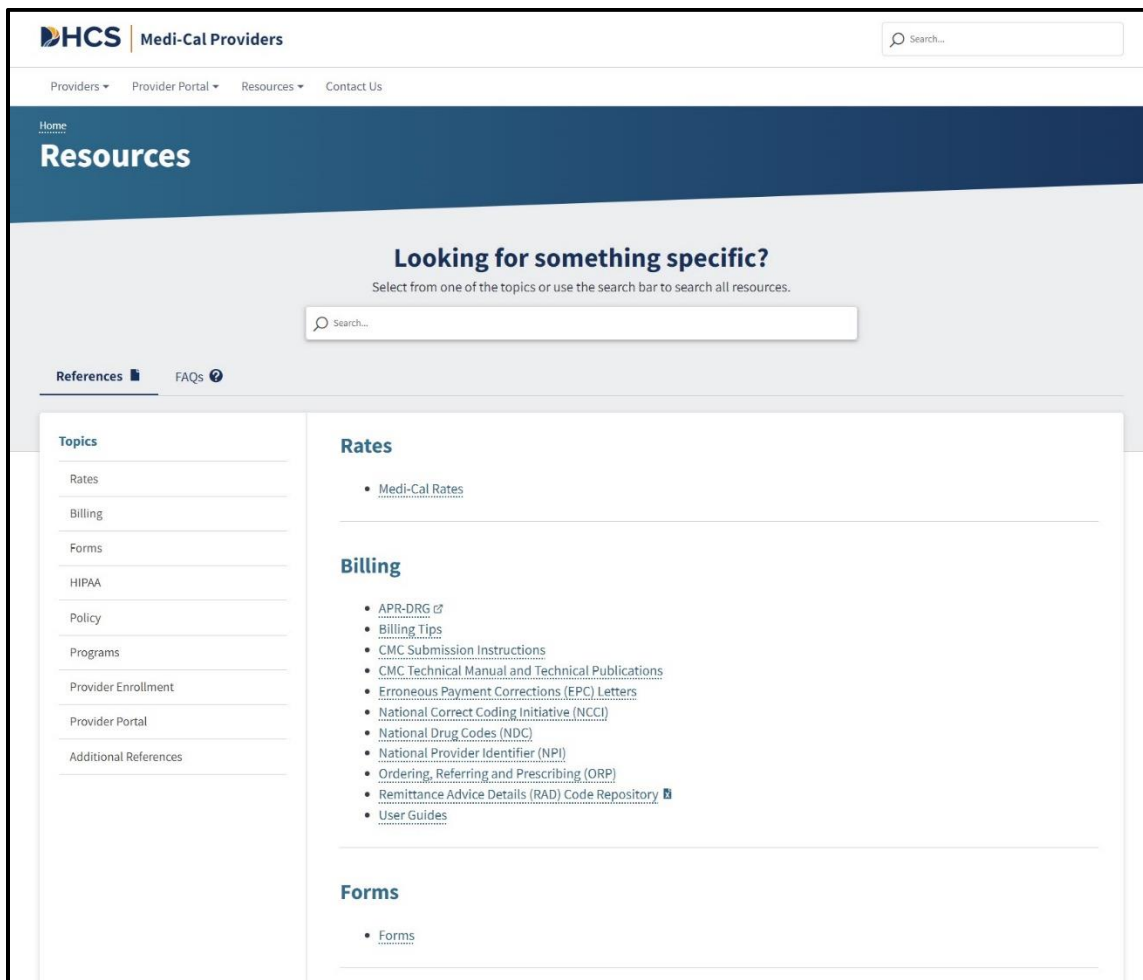 DHCS Medi-Cal Providers
Search...
Providers Provider Portal Resources Contact Us
Home
Resources
Looking for something specific?
Select from one of the topics or use the search bar to search all resources.
Search...
References FAQs
Topics
Rates
Billing
Forms
HIPAA
Policy
Programs
Provider Enrollment
Provider Portal
Additional References
Rates
• Medi-Cal Rates
Billing
• APR-DRG
• Billing Tips
• CMC Submission Instructions
• CMC Technical Manual and Technical Publications
• Erroneous Payment Corrections (EPC) Letters
• National Correct Coding Initiative (NCCI)
• National Drug Codes (NDC)
• National Provider Identifier (NPI)
• Ordering, Referring and Prescribing (ORP)
• Remittance Advice Details (RAD) Code Repository
• User Guides
Forms
• Forms